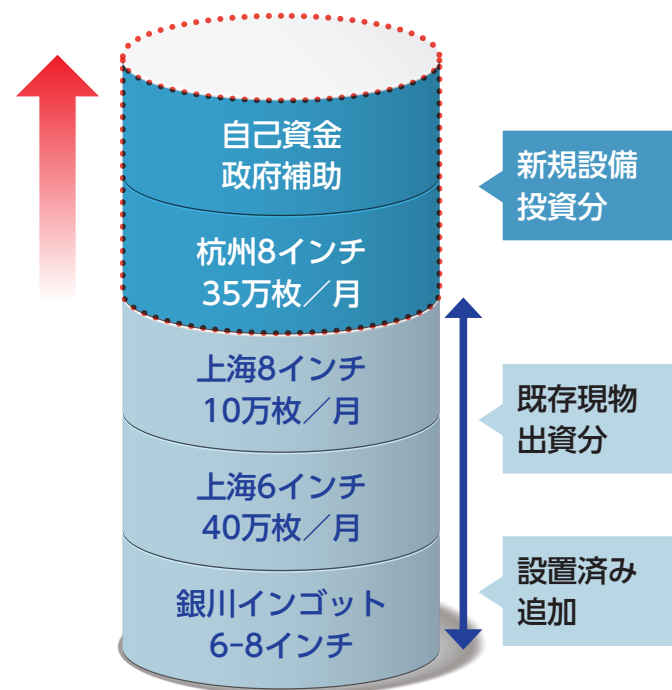 自己資金
政府補助
新規設備
投資分
杭州8インチ
35万枚／月
上海8インチ
10万枚／月
既存現物
出資分
上海6インチ
40万枚／月
設置済み
追加
銀川インゴット
6-8インチ